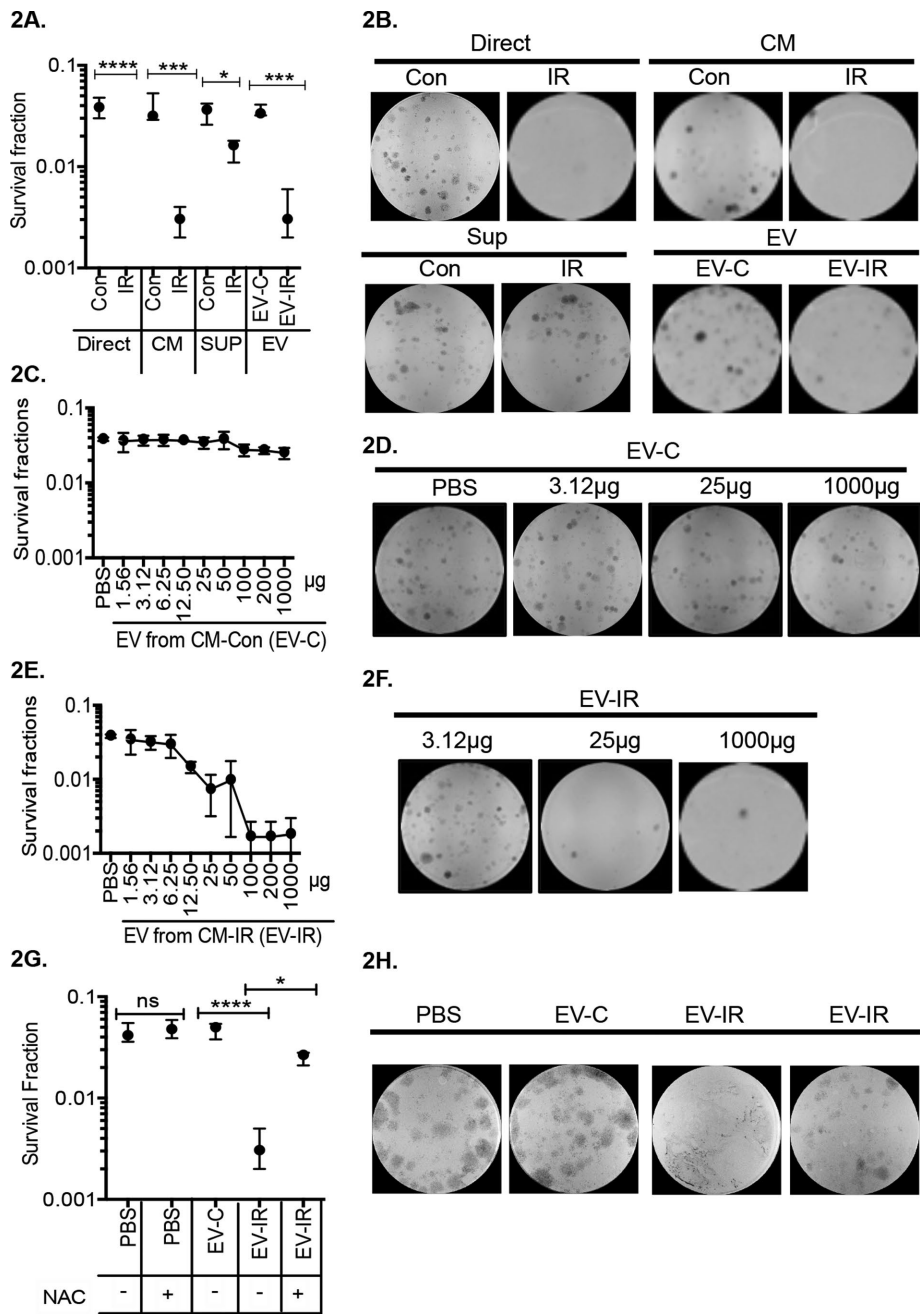 2A.
****
***
*
***
Survival fraction
0.1
0.01
0.001
Con
IR
Con
IR
Con
IR
EV-C
EV-IR
Direct
CM
SUP
EV
2B.
Direct
CM
Con
IR
Con
IR
Sup
EV
Con
IR
EV-C
EV-IR
2C.
Survival fractions
0.1
0.01
0.001
PBS
1.56
3.12
6.25
12.50
25
50
100
200
1000
µg
EV from CM-Con (EV-C)
2D.
EV-C
PBS
3.12µg
25µg
1000µg
2E.
Survival fractions
0.1
0.01
0.001
PBS
1.56
3.12
6.25
12.50
25
50
100
200
1000
µg
EV from CM-IR (EV-IR)
2F.
EV-IR
3.12µg
25µg
1000µg
2G.
ns
****
*
Survival Fraction
0.1
0.01
0.001
PBS
PBS
EV-C
EV-IR
EV-IR
NAC
-
+
-
-
+
2H.
PBS
EV-C
EV-IR
EV-IR